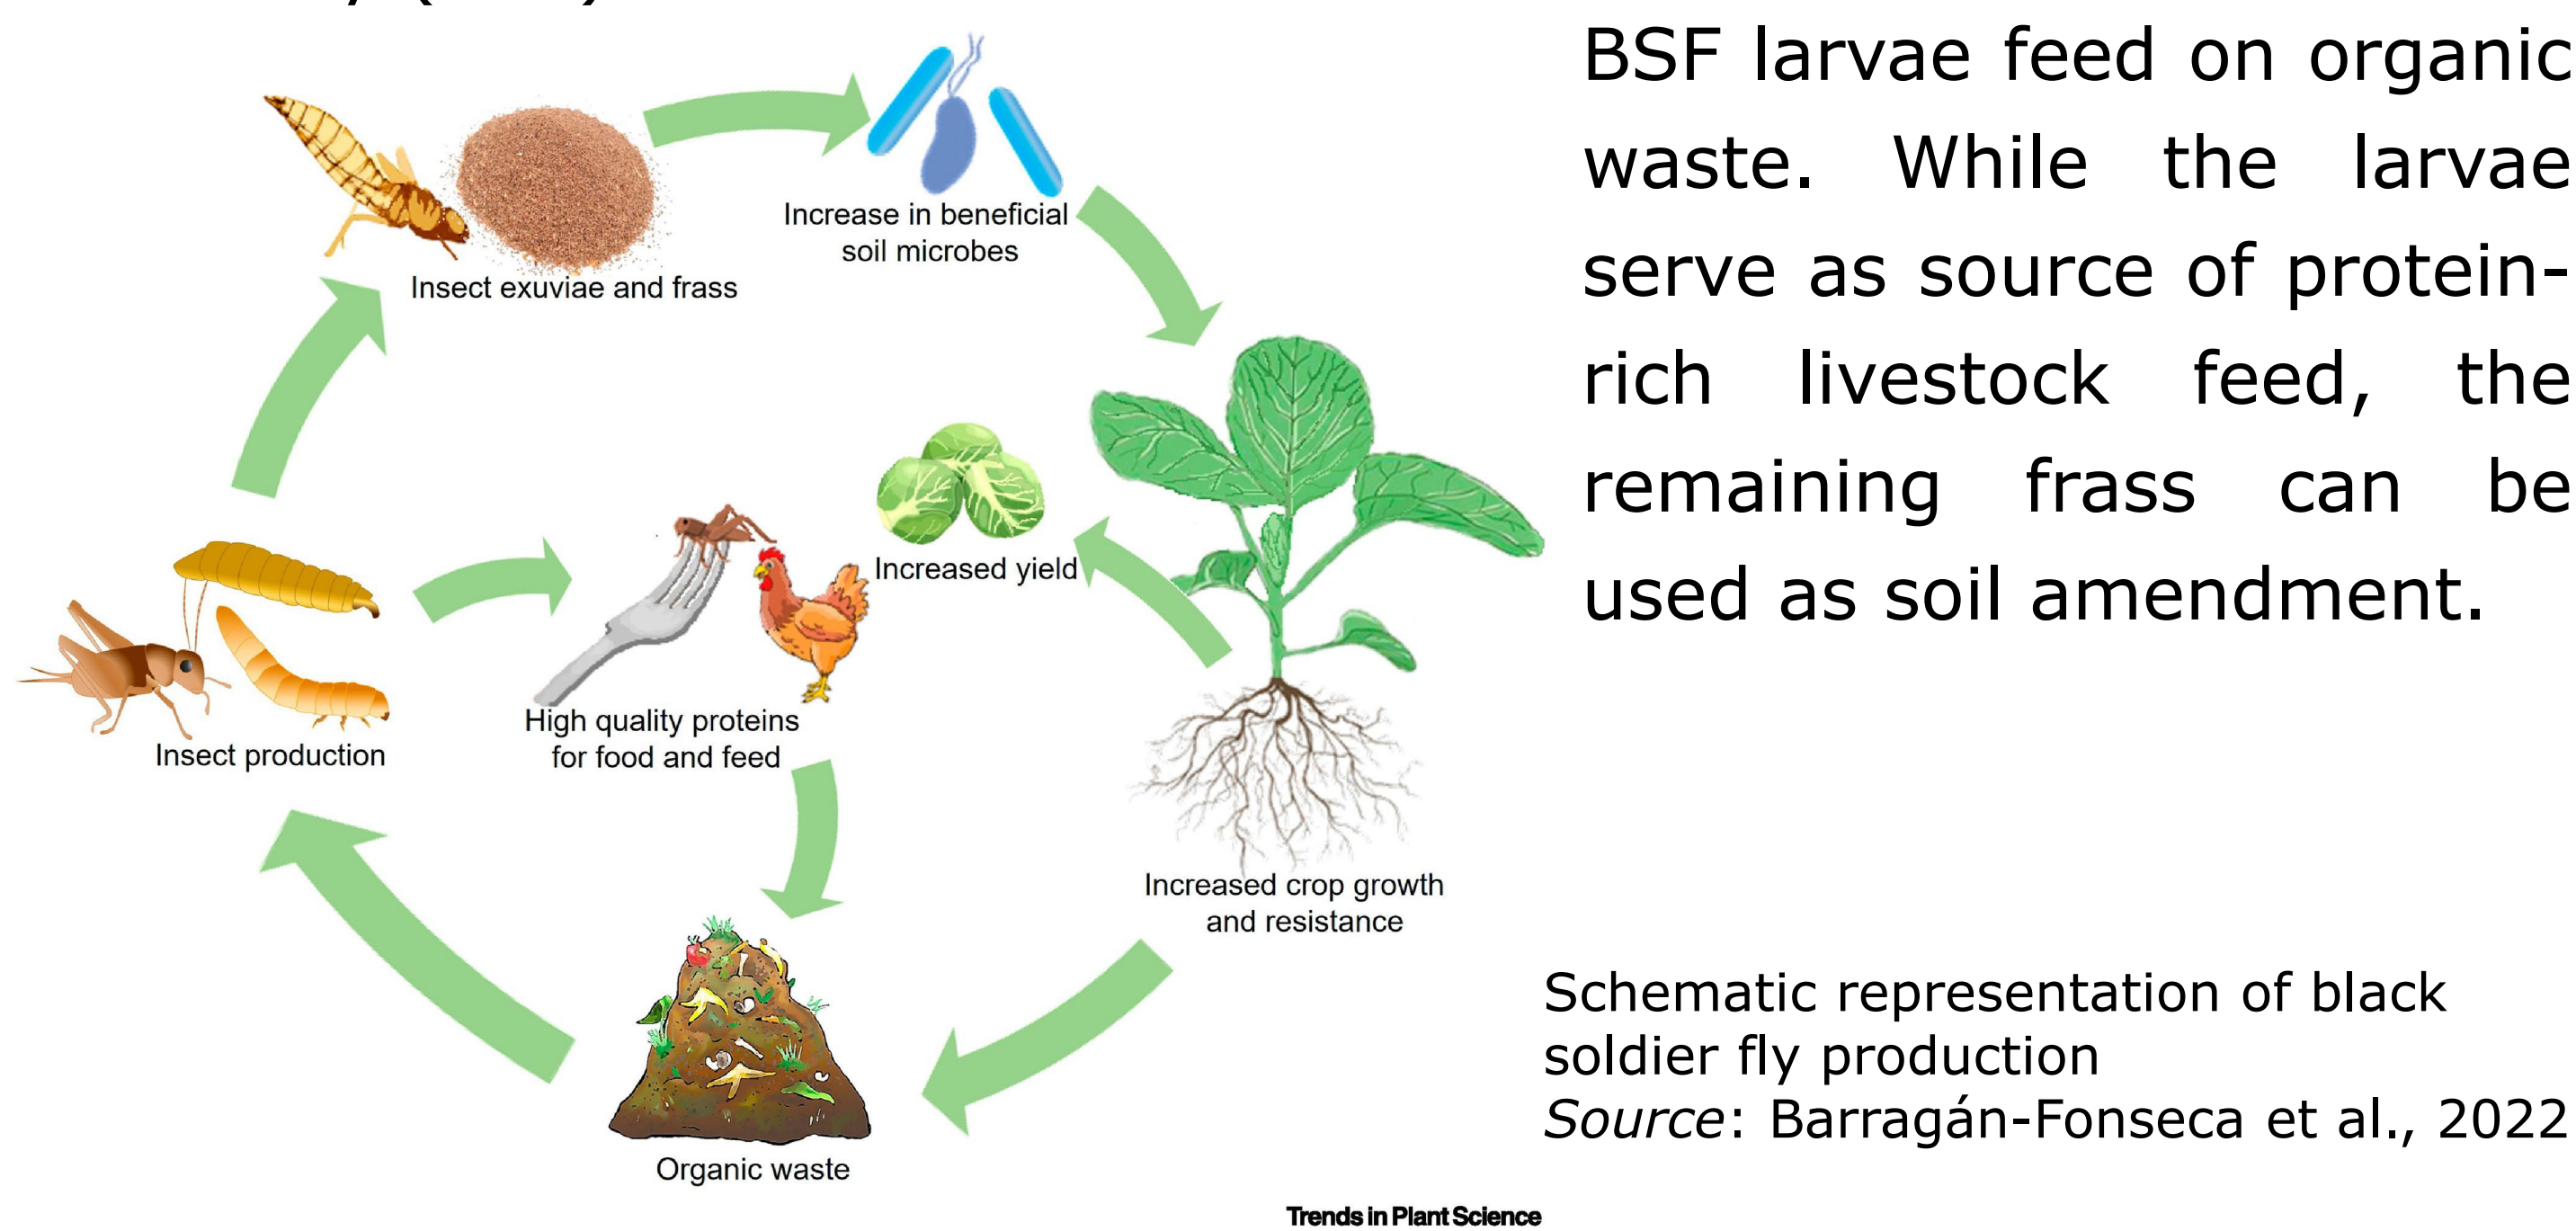 BSF larvae feed on organic
waste. While the larvae
serve as source of protein-
rich livestock feed, the
remaining frass can be
used as soil amendment.
Increase in beneficial
soil microbes
Insect exuviae and frass
Increased yield
High quality proteins
for food and feed
Insect production
Increased crop growth
and resistance
Organic waste
Schematic representation of black
soldier fly production
Source: Barragán-Fonseca et al., 2022
Trends in Plant Science